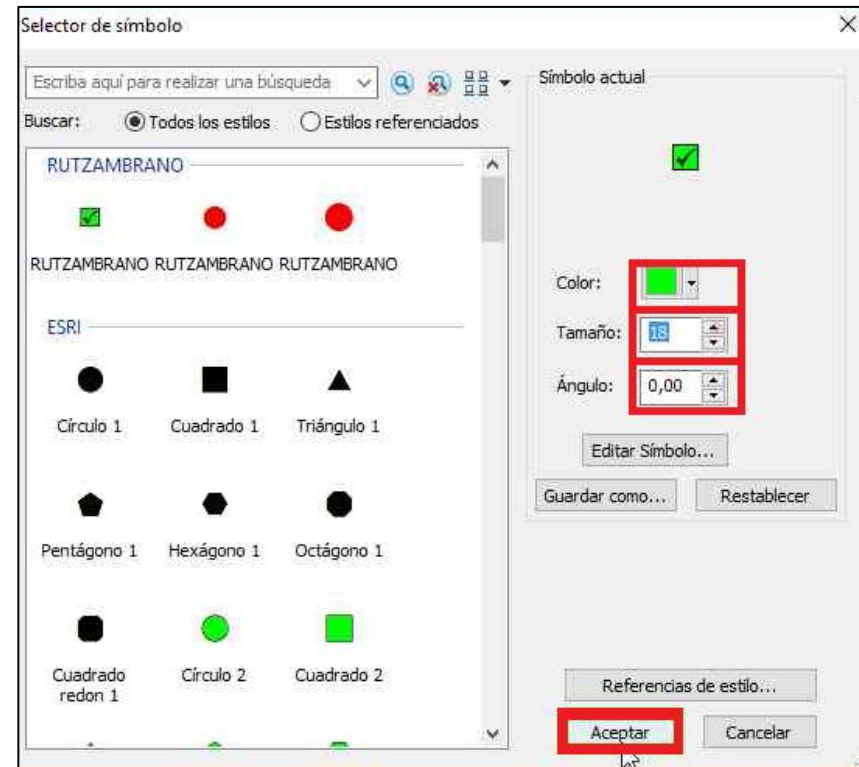 Selector de símbolo
Escriba aquí para realizar una búsqueda
Buscar: Todos los estilos Estilos referenciados
RUTZAMBRANO
RUTZAMBRANO RUTZAMBRANO RUTZAMBRANO
ESRI
Círculo 1 Cuadrado 1 Triángulo 1
Pentágono 1 Hexágono 1 Octágono 1
Cuadrado redon 1 Círculo 2 Cuadrado 2
Símbolo actual
Color:
Tamaño: 18
Ángulo: 0,00
Editar Símbolo...
Guardar como... Restablecer
Referencias de estilo...
Aceptar Cancelar